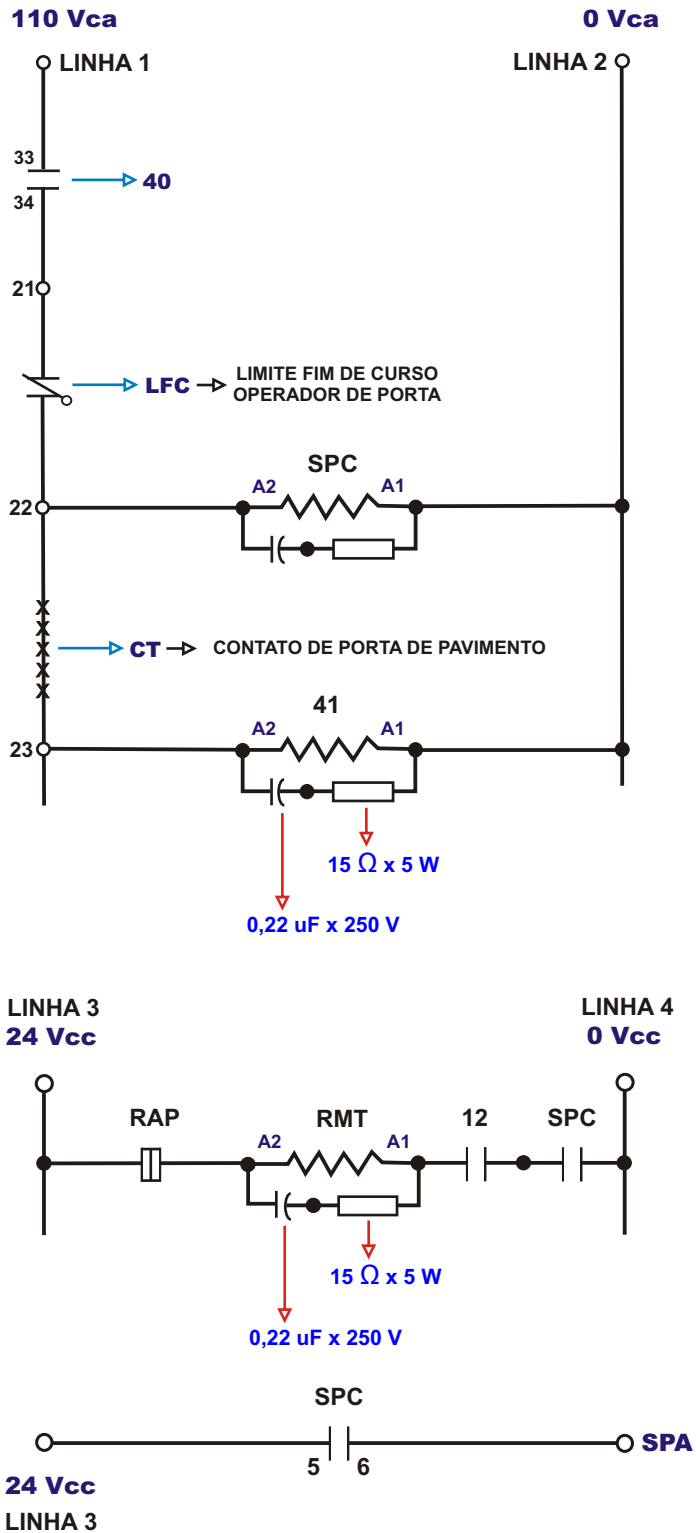 110 Vca
0 Vca
LINHA 1
LINHA 2
33
40
34
21
LFC
LIMITE FIM DE CURSO
OPERADOR DE PORTA
SPC
A2
A1
22
CT
CONTATO DE PORTA DE PAVIMENTO
41
A2
A1
23
15 Ω x 5 W
0,22 uF x 250 V
LINHA 3
24 Vcc
LINHA 4
0 Vcc
RAP
RMT
12
SPC
A2
A1
15 Ω x 5 W
0,22 uF x 250 V
SPC
SPA
5
6
24 Vcc
LINHA 3